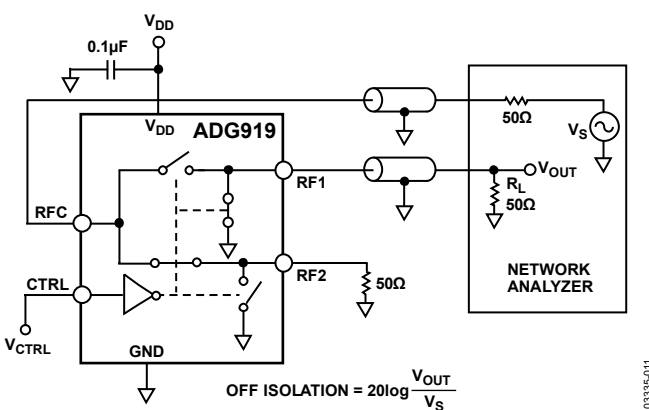 VDD
0.1µF
VDD
ADG919
50Ω
VS
RF1
VOUT
RL
50Ω
RFC
RF2
50Ω
NETWORK
ANALYZER
CTRL
VCTRL
GND
OFF ISOLATION = 20log VOUT
VS
03335-011